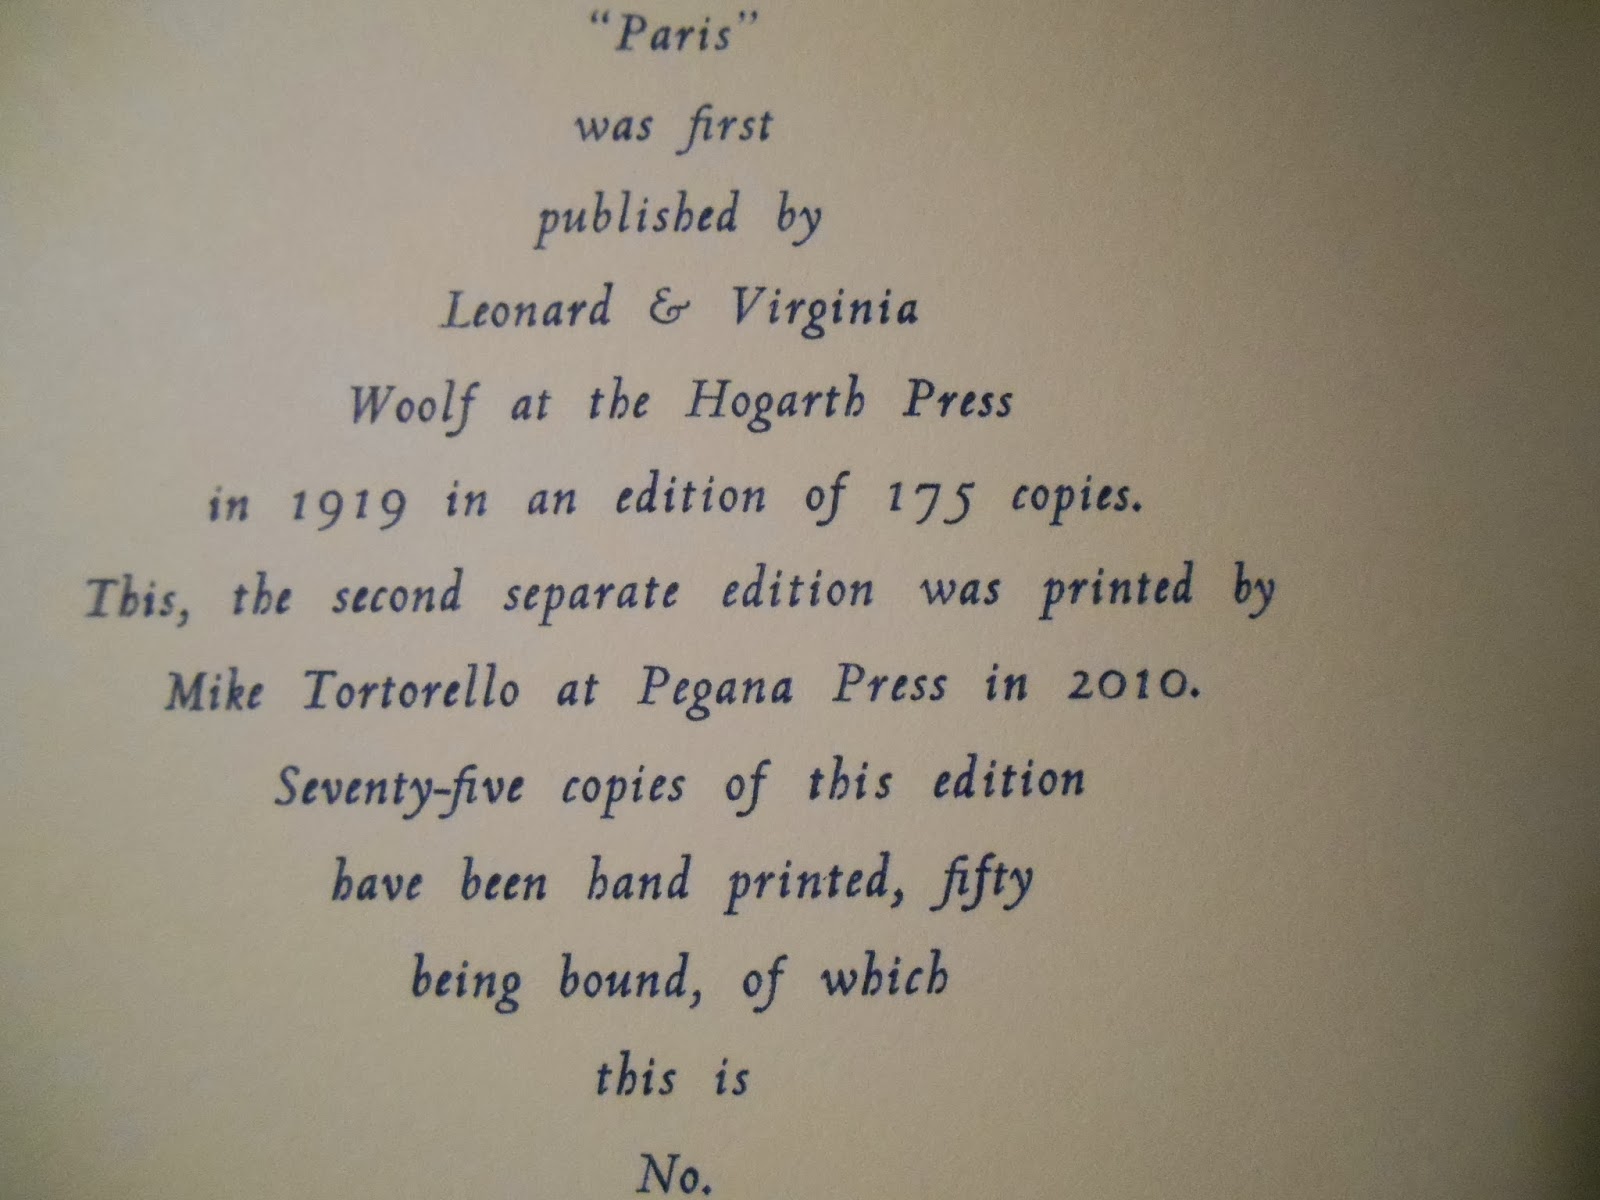 “Paris”
was first
published by
Leonard & Virginia
Woolf at the Hogarth Press
in 1919 in an edition of 175 copies.
This, the second separate edition was printed by
Mike Tortorello at Pegana Press in 2010.
Seventy-five copies of this edition
have been hand printed, fifty
being bound, of which
this is
No.